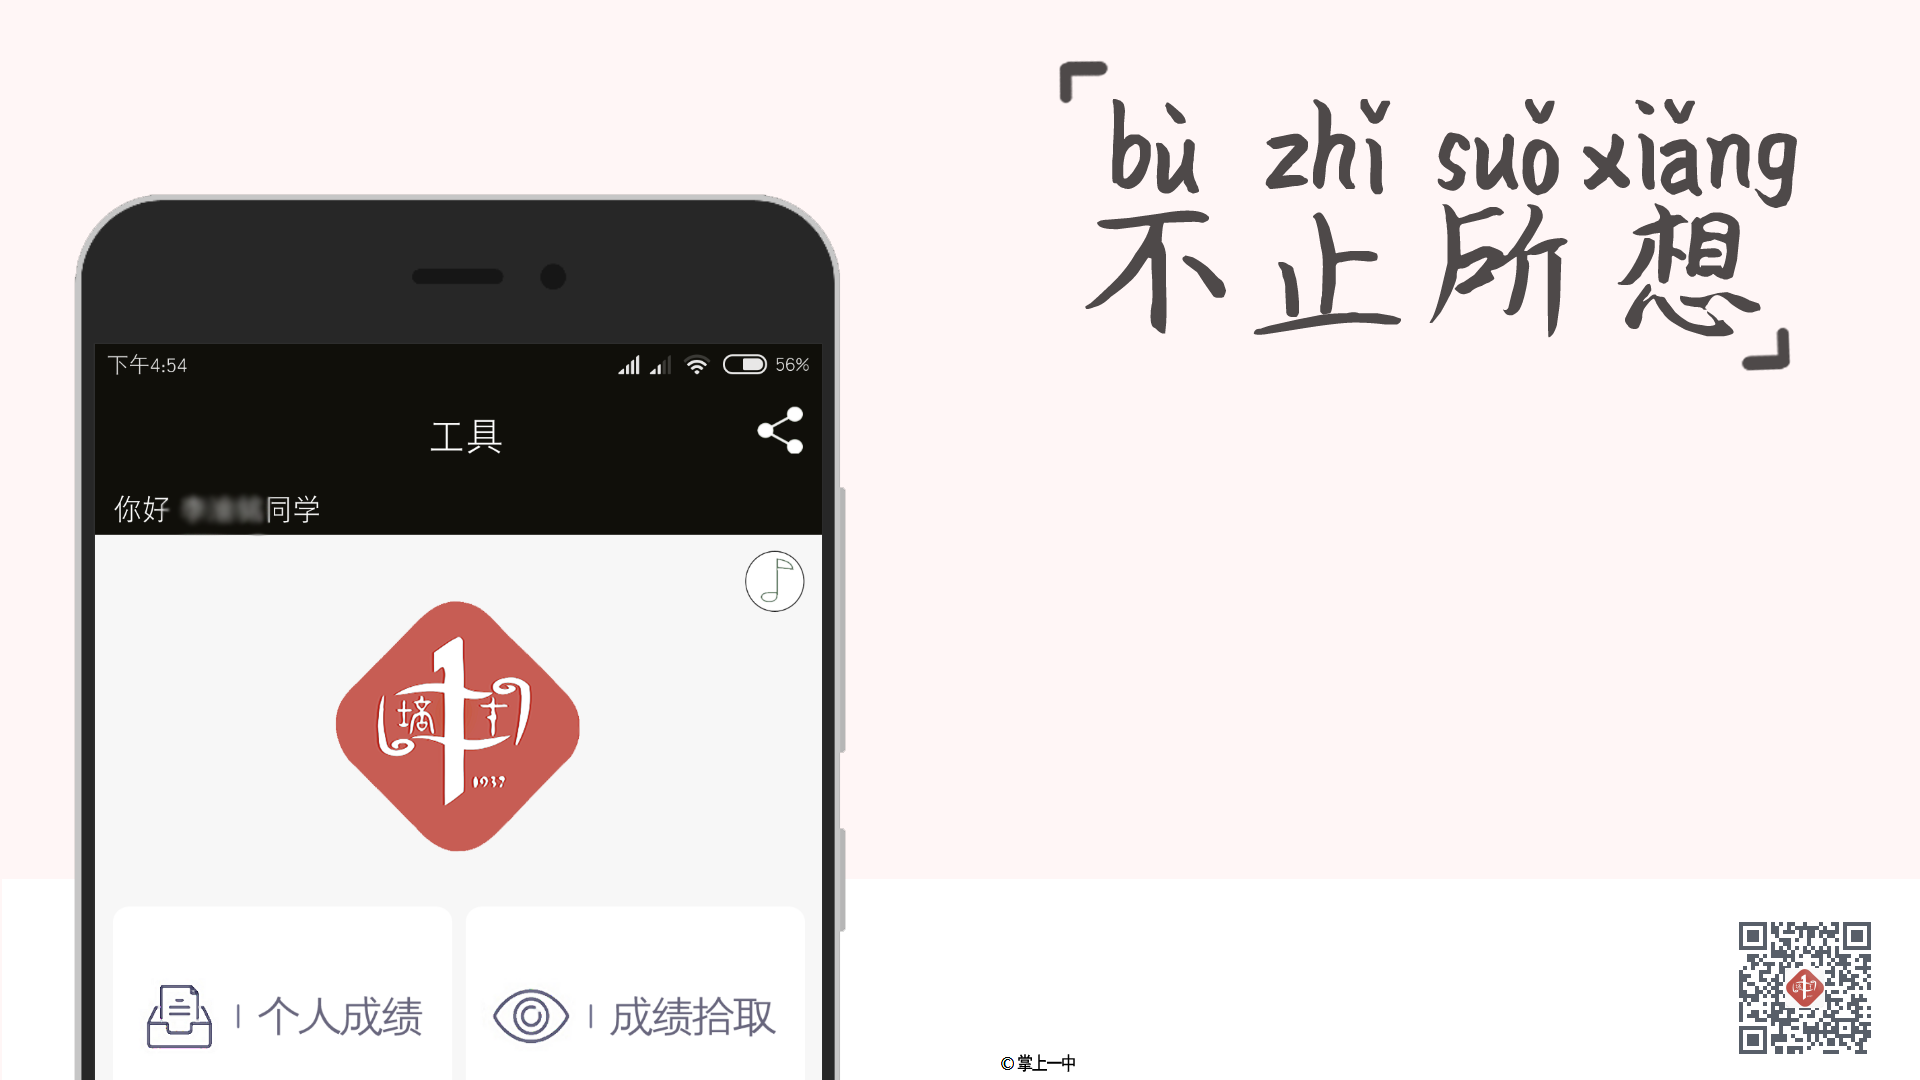 「bù zhǐ suǒ xiǎng
不止所想」
下午4:54
56%
工具
你好 同学
1937
个人成绩
成绩拾取
©掌上一中